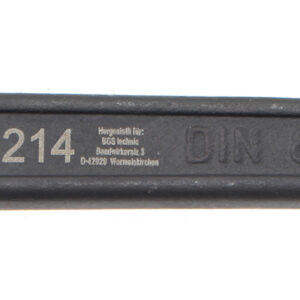 214
Hergestellt für:
BGS technic
Bandwirkerstr. 3
D-42929 Wermelskirchen
DIN